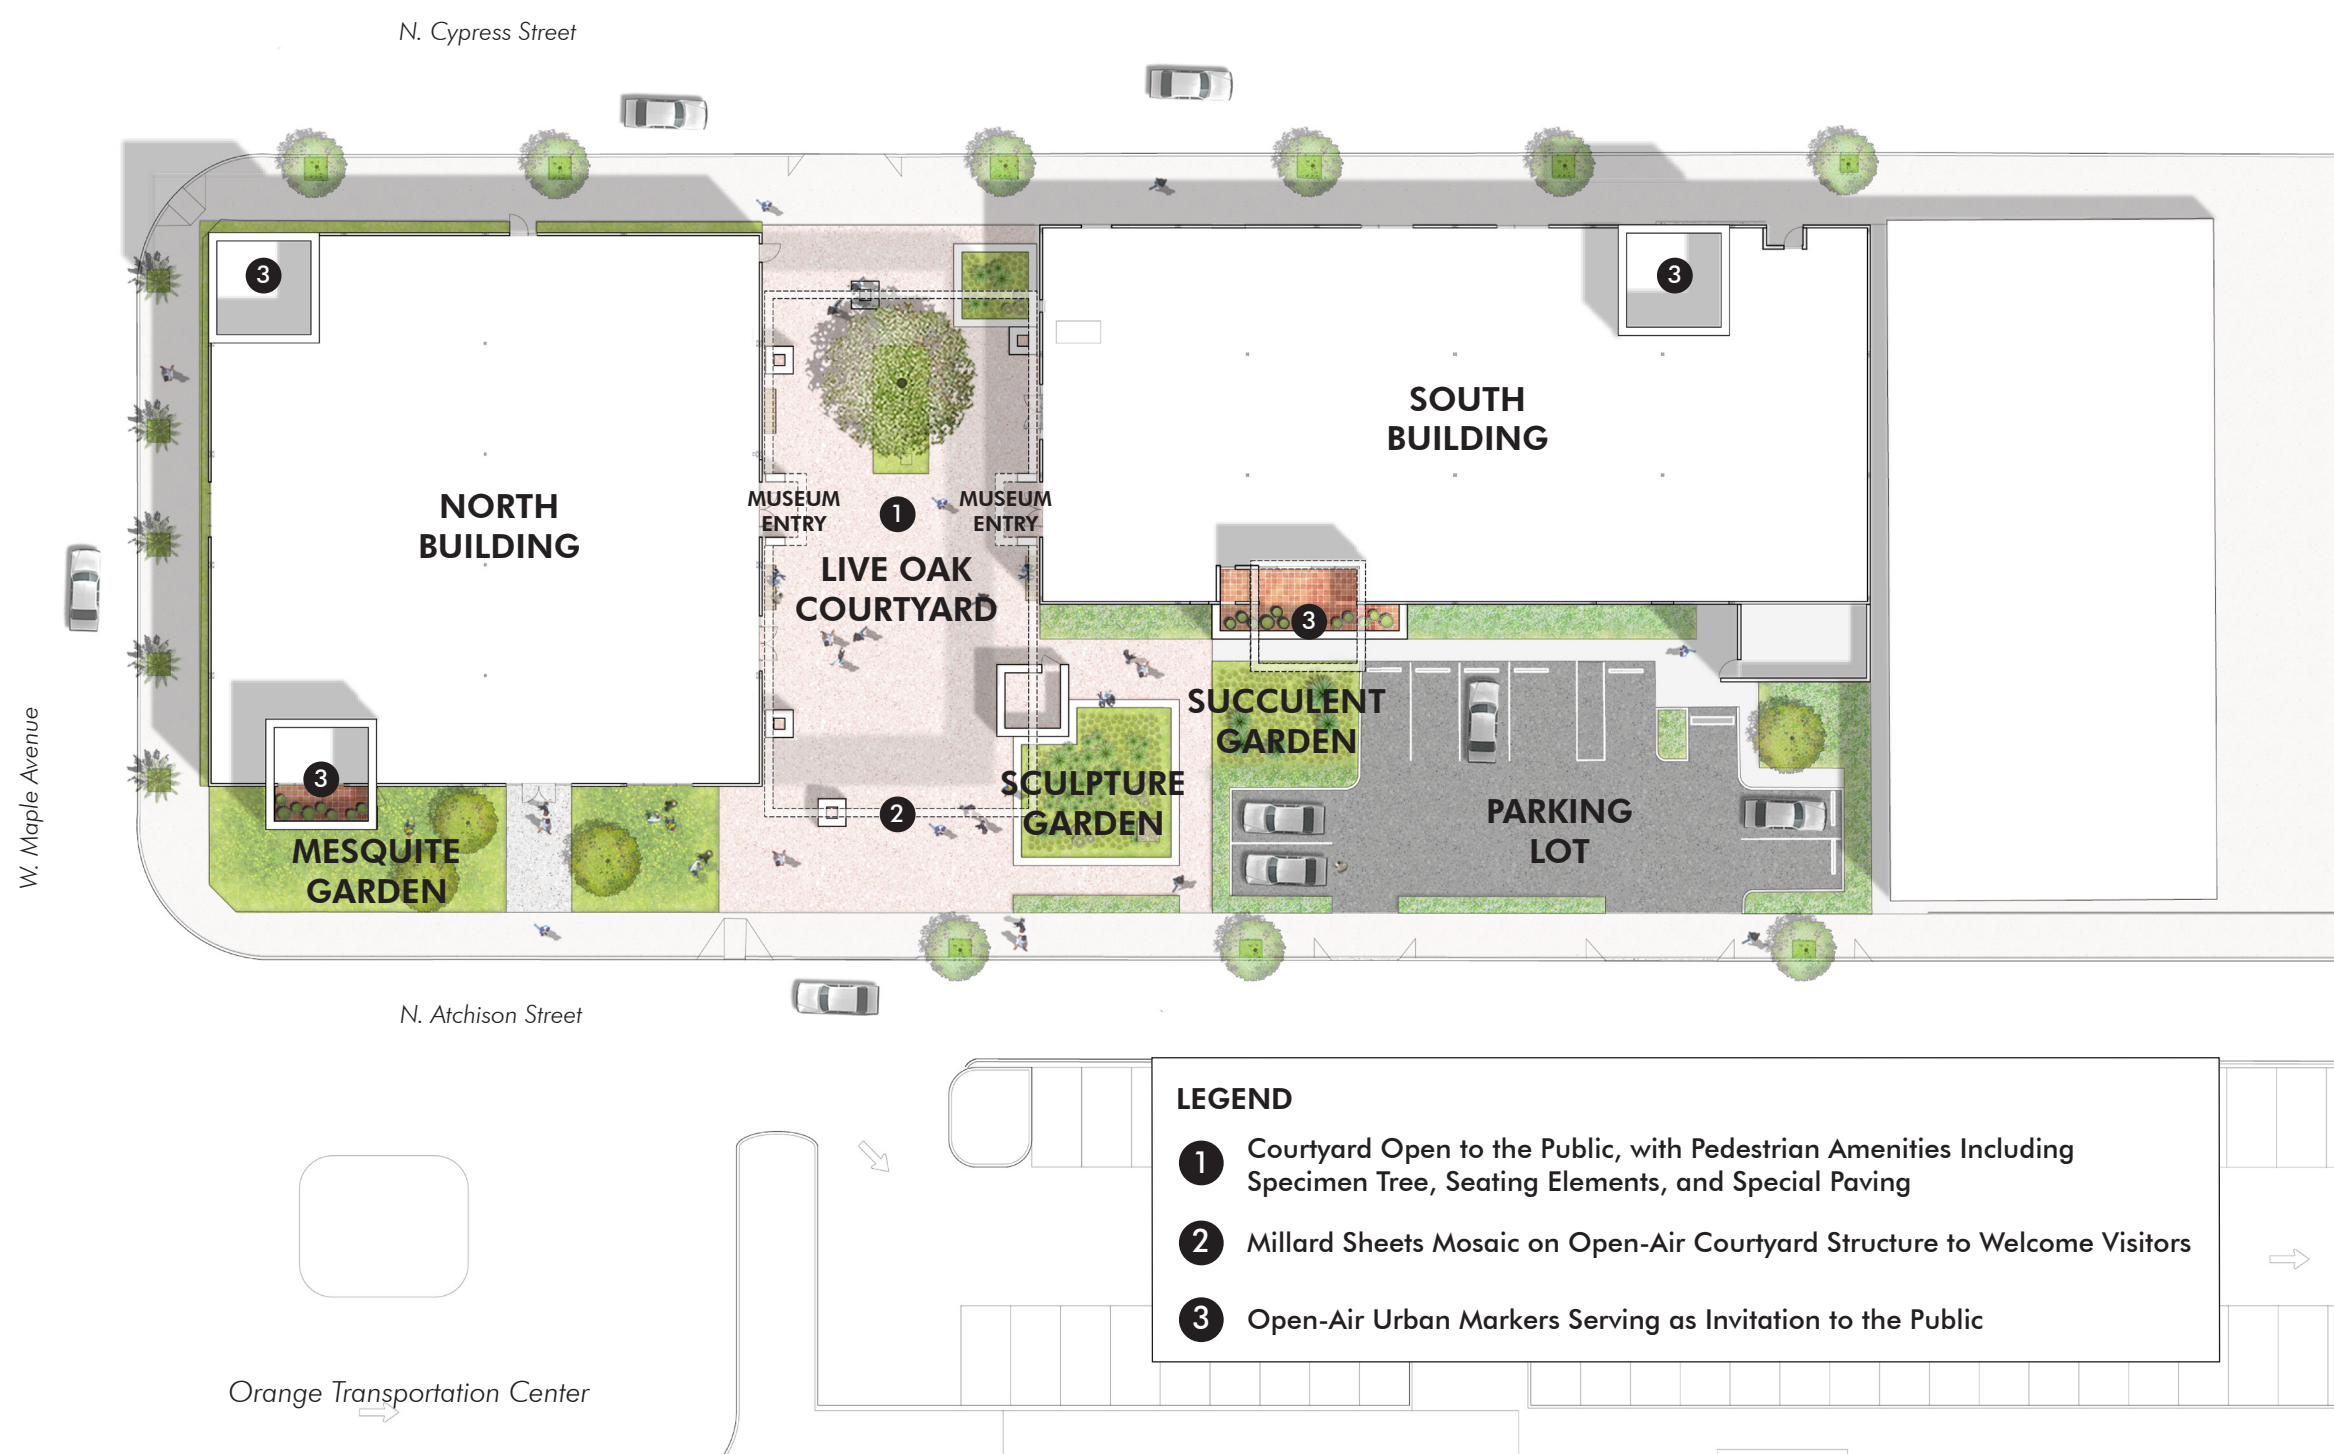 N. Cypress Street
3
3
SOUTH
BUILDING
NORTH
BUILDING
MUSEUM
ENTRY
1
MUSEUM
ENTRY
LIVE OAK
COURTYARD
3
SUCCULENT
GARDEN
3
SCULPTURE
GARDEN
2
PARKING
LOT
MESQUITE
GARDEN
W. Maple Avenue
N. Atchison Street
LEGEND
1 Courtyard Open to the Public, with Pedestrian Amenities Including
Specimen Tree, Seating Elements, and Special Paving
2 Millard Sheets Mosaic on Open-Air Courtyard Structure to Welcome Visitors
3 Open-Air Urban Markers Serving as Invitation to the Public
Orange Transportation Center